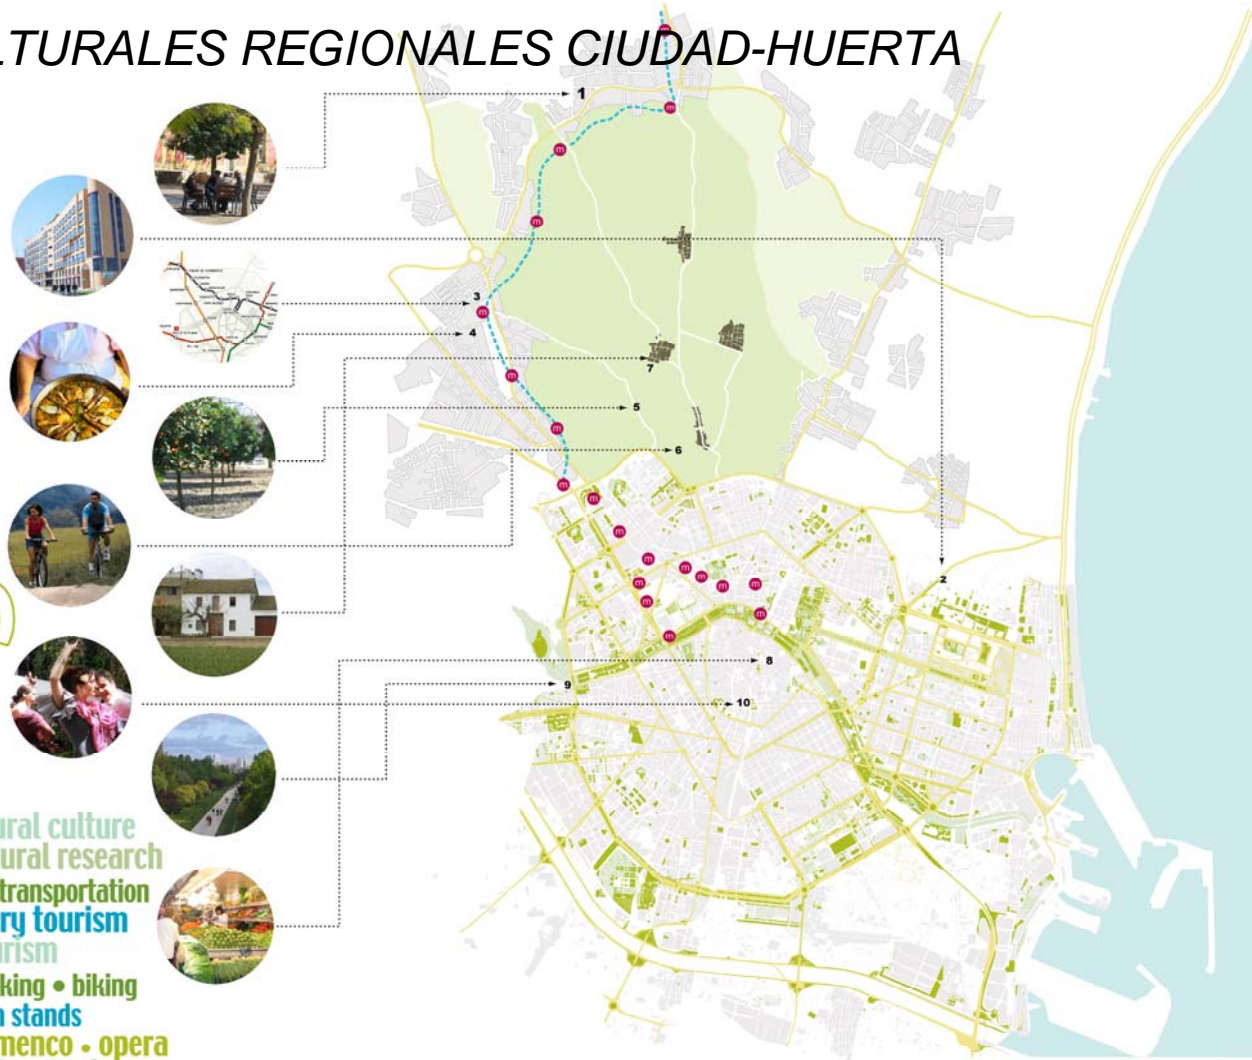 LTURALES REGIONALES CIUDAD-HUERTA
1
m
m
m
m
3
m
4
7
m
5
m
6
m
m
m
m
m
m
m
m
m
2
m
m
m
8
9
10
ural culture
ural research
transportation
ry tourism
urism
king • biking
n stands
menco • opera